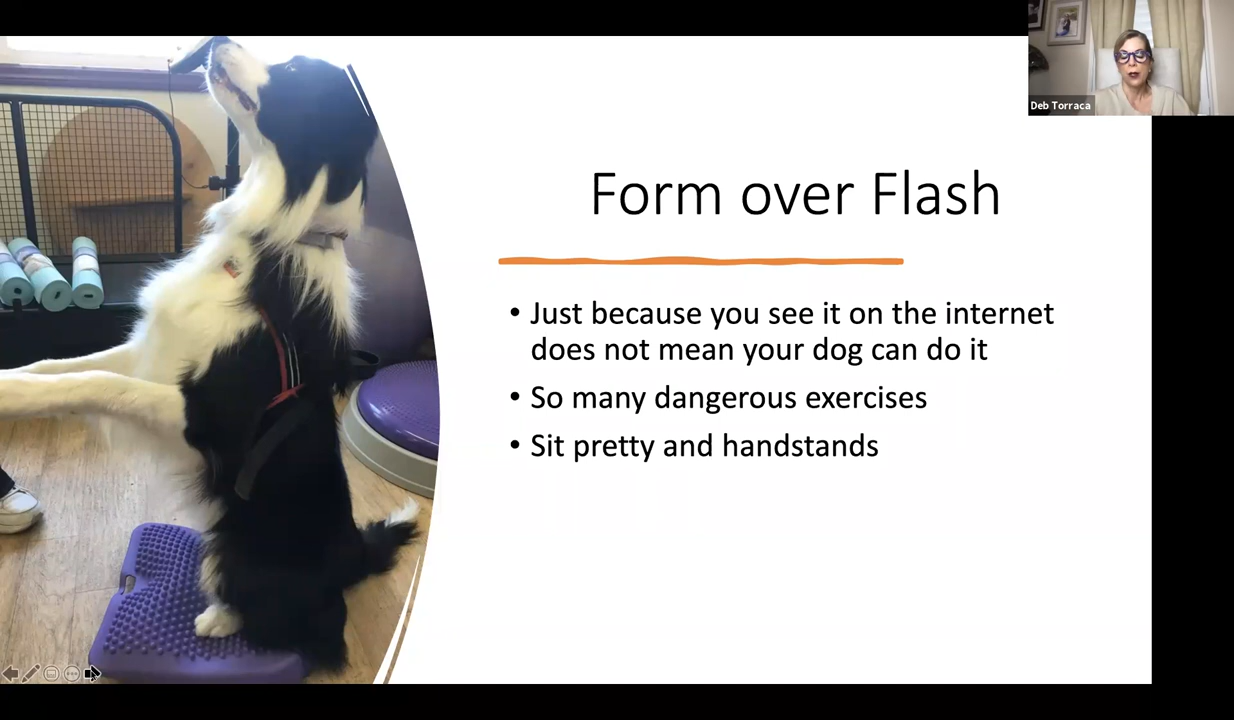 Deb Torraca
Form over Flash
• Just because you see it on the internet
does not mean your dog can do it
• So many dangerous exercises
• Sit pretty and handstands